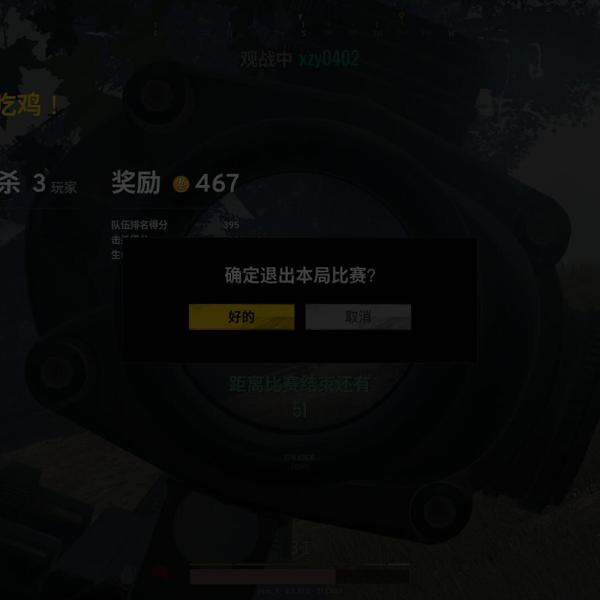 S
观战中 xzy0402
吃鸡！
杀 3 玩家
奖励 467
队伍排名得分 395
确定退出本局比赛?
好的
取消
距离比赛结束还有
51